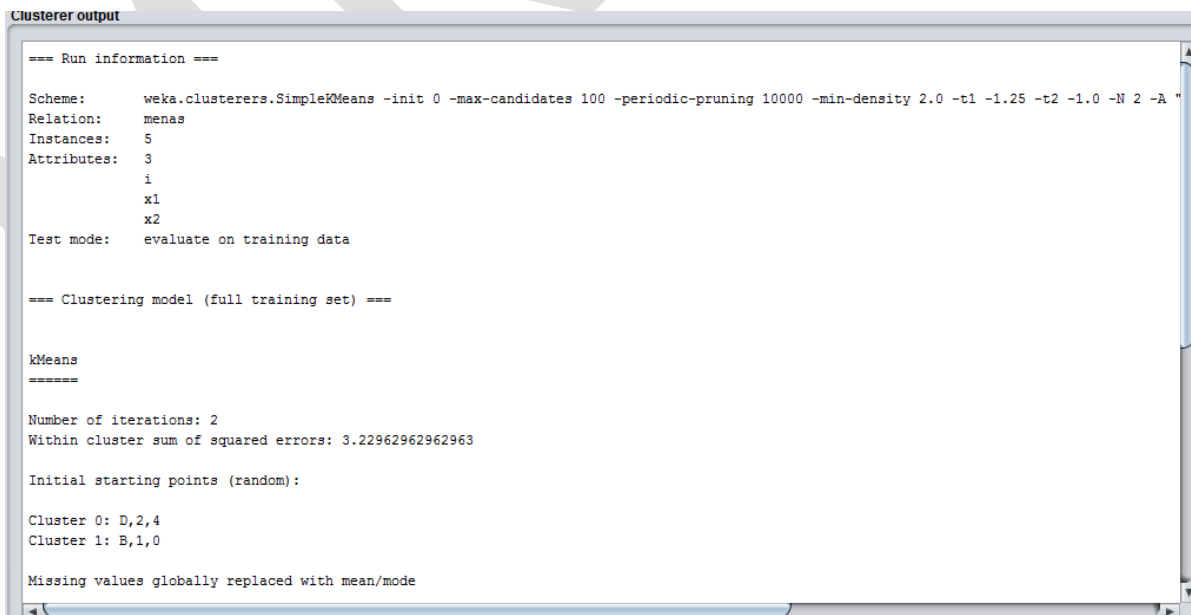 Clusterer output
=== Run information ===
Scheme: weka.clusterers.SimpleKMeans -init 0 -max-candidates 100 -periodic-pruning 10000 -min-density 2.0 -t1 -1.25 -t2 -1.0 -N 2 -A "
Relation: menas
Instances: 5
Attributes: 3
i
x1
x2
Test mode: evaluate on training data
=== Clustering model (full training set) ===
kMeans
======
Number of iterations: 2
Within cluster sum of squared errors: 3.22962962962963
Initial starting points (random):
Cluster 0: D,2,4
Cluster 1: B,1,0
Missing values globally replaced with mean/mode